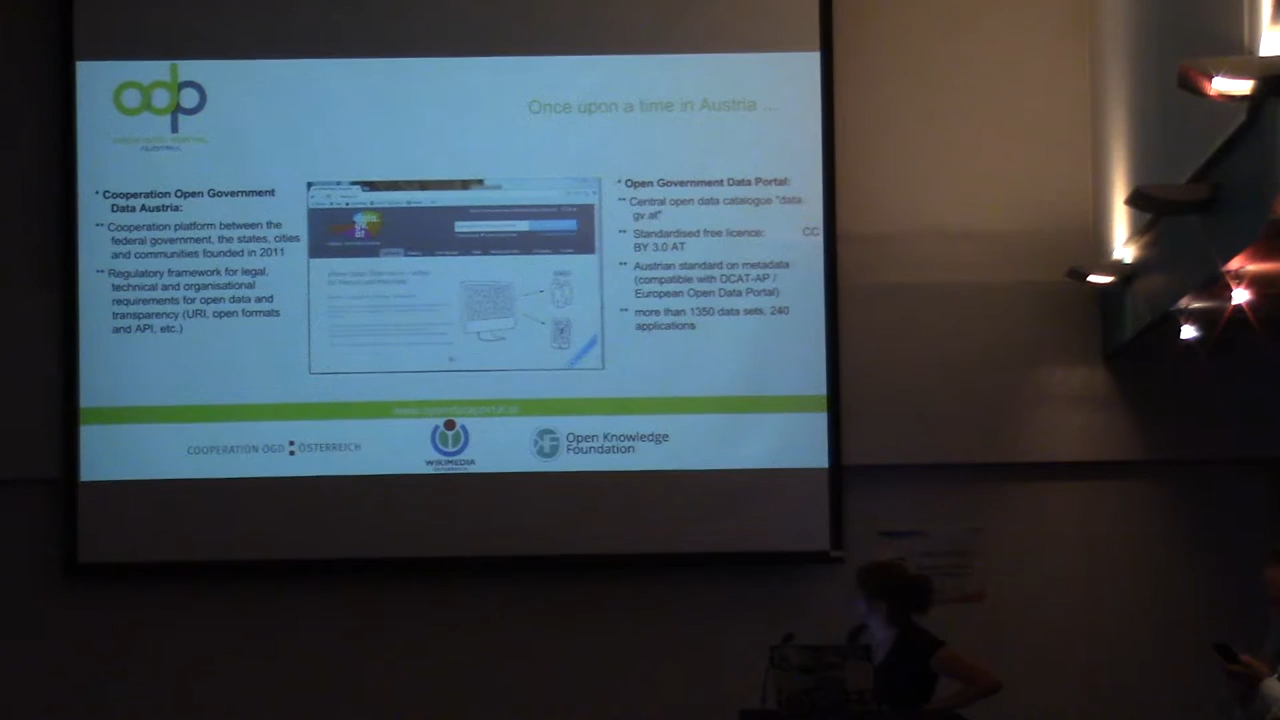 odp
AUSTRIA
Once upon a time in Austria ...
* Cooperation Open Government
Data Austria:
** Cooperation platform between the
federal government, the states, cities
and communities founded in 2011
** Regulatory framework for legal,
technical and organisational
requirements for open data and
transparency (URI, open formats
and API, etc.)
* Open Government Data Portal:
** Central open data catalogue "data.
gv.at"
** Standardised free licence: CC
BY 3.0 AT
** Austrian standard on metadata
(compatible with DCAT-AP /
European Open Data Portal)
** more than 1350 data sets, 240
applications
COOPERATION OGD ÖSTERREICH
WIKIMEDIA
Open Knowledge
Foundation